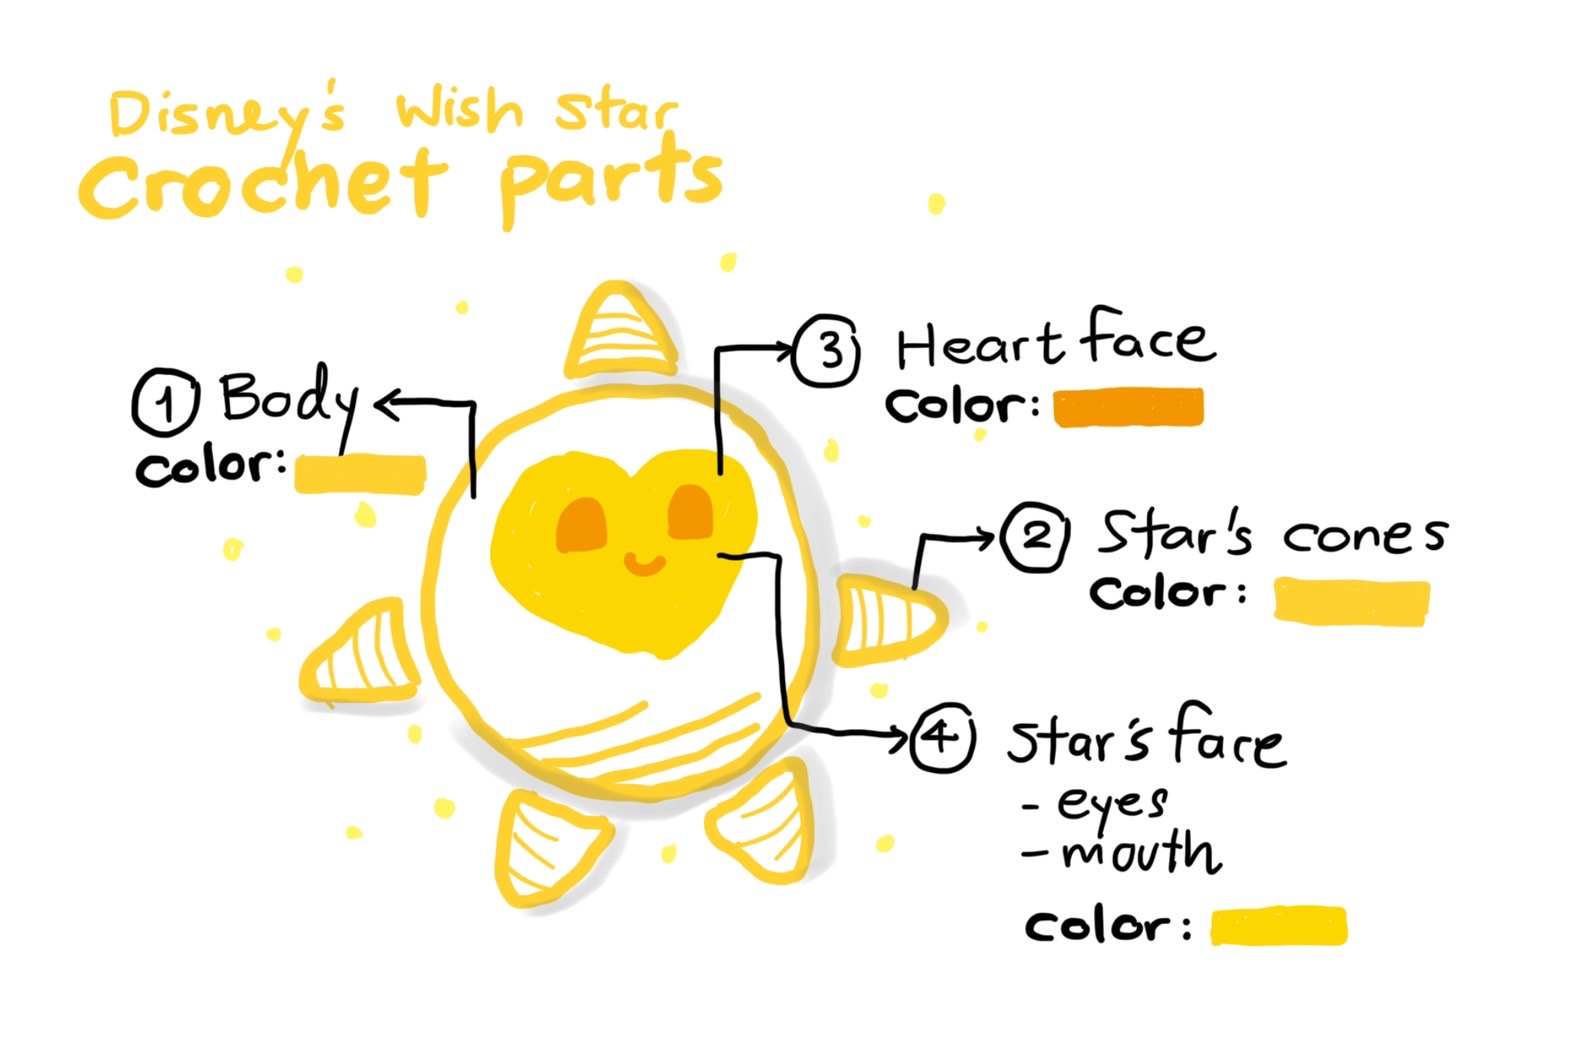 Disney's Wish Star
Crochet parts
1 Body
Color:
3 Heart face
Color:
2 Star's cones
Color:
4 Star's face
- eyes
- mouth
Color: